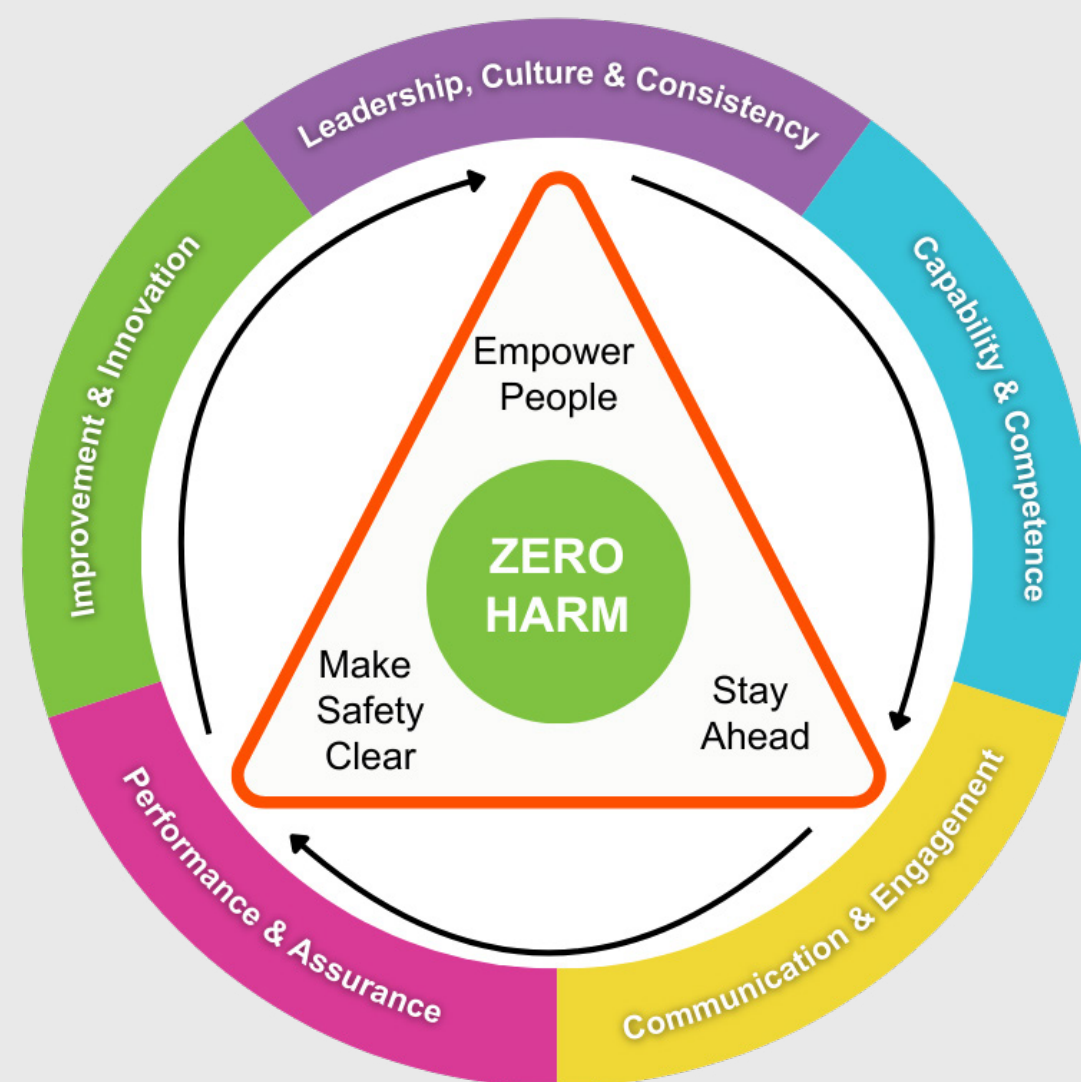 Leadership, Culture & Consistency
Capability & Competence
Communication & Engagement
Performance & Assurance
Improvement & Innovation
Empower
People
ZERO
HARM
Make
Safety
Clear
Stay
Ahead